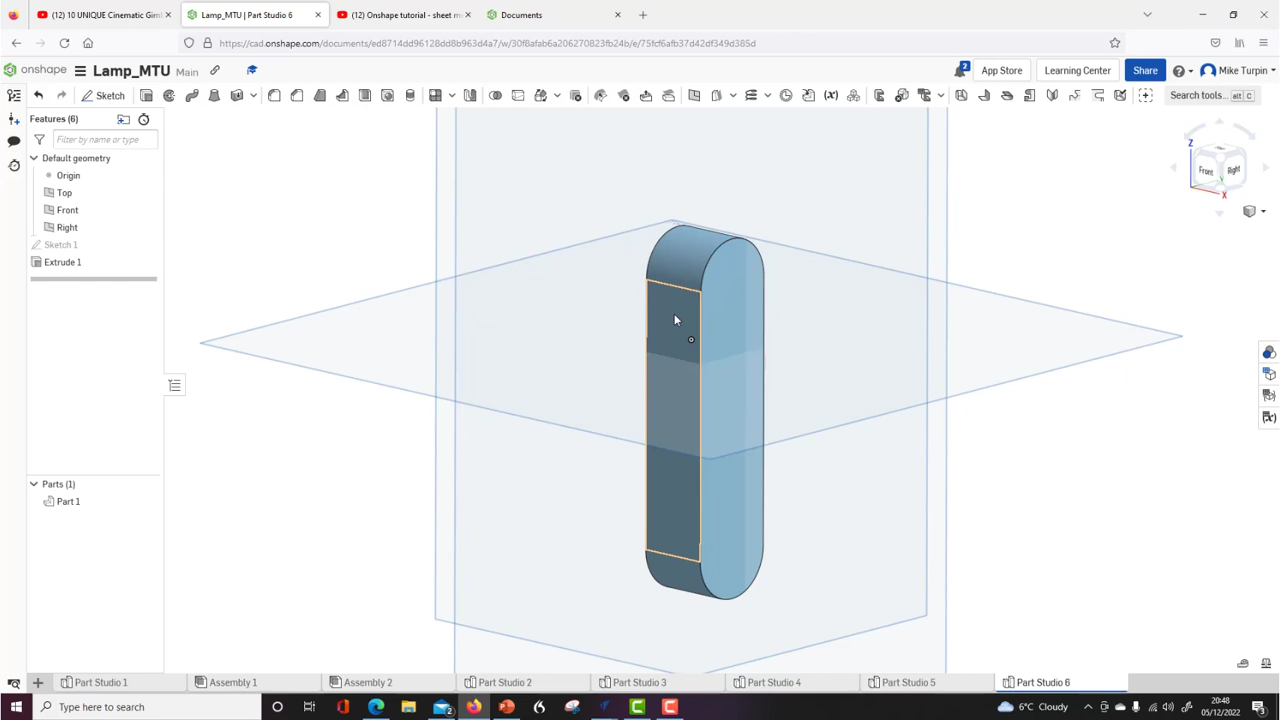 (12) 10 UNIQUE Cinematic Giml
Lamp_MTU | Part Studio 6
(12) Onshape tutorial - sheet m
Documents
https://cad.onshape.com/documents/ed8714dd96128dd8b963d4a7/w/30f8afab6a206270823fb24b/e/75fcf6afb37d42df349d385d
onshape
Lamp_MTU
Main
2
App Store
Learning Center
Share
Mike Turpin
Sketch
Search tools...
alt C
Features (6)
Filter by name or type
Default geometry
Origin
Top
Front
Right
Sketch 1
Extrude 1
Z
Front
Right
Y
X
Parts (1)
Part 1
Part Studio 1
Assembly 1
Assembly 2
Part Studio 2
Part Studio 3
Part Studio 4
Part Studio 5
Part Studio 6
Type here to search
6°C Cloudy
20:48
05/12/2022
3